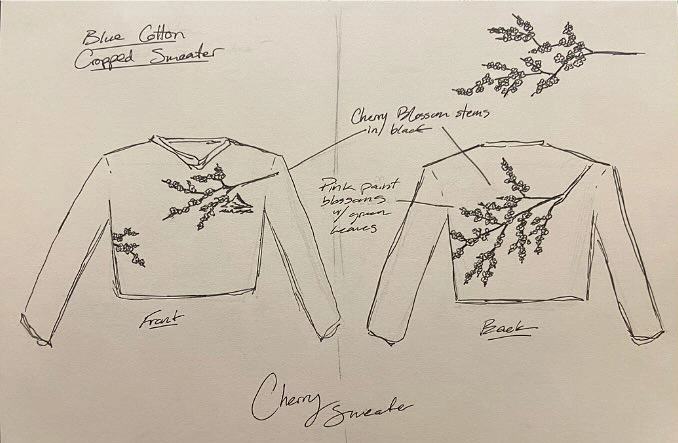 Blue Cotton
Cropped Sweater
Cherry Blossom stems
in black
Pink paint
blossoms
w/ green
leaves
Front
Back
Cherry
Sweater